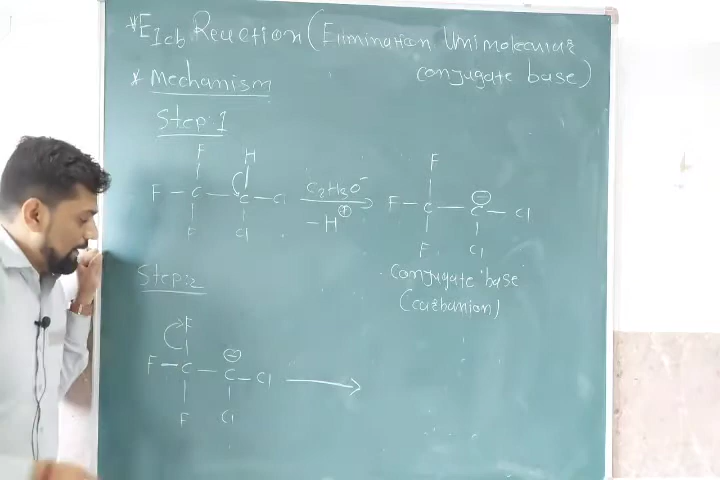 *E1cb Reaction (Elimination Unimolecular
conjugate base)
* Mechanism
Step:1
F H
F - C - C - Cl C2H5O⁻ -H⊕
F Cl
F
F - C - C⊖ - Cl
F Cl
conjugate base
(carbanion)
Step:2
F
F - C - C⊖ - Cl
F Cl